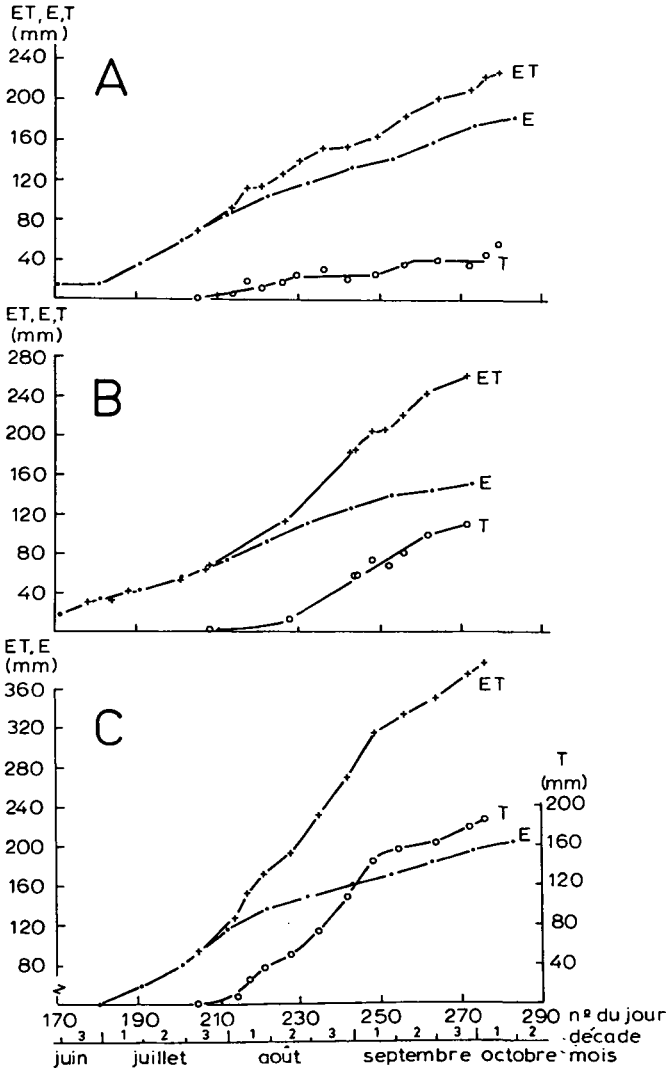 ET, E,T
(mm)
240
200
160
120
80
40
A
ET
E
T
ET, E,T
(mm)
280
240
200
160
120
80
40
B
ET
E
T
ET, E
(mm)
360
320
280
240
200
160
120
80
C
ET
T
E
T
(mm)
200
160
120
80
40
170 190 210 230 250 270 290 nº du jour
3 1 2 3 1 2 3 1 2 3 1 2 décade
juin juillet août septembre octobre mois